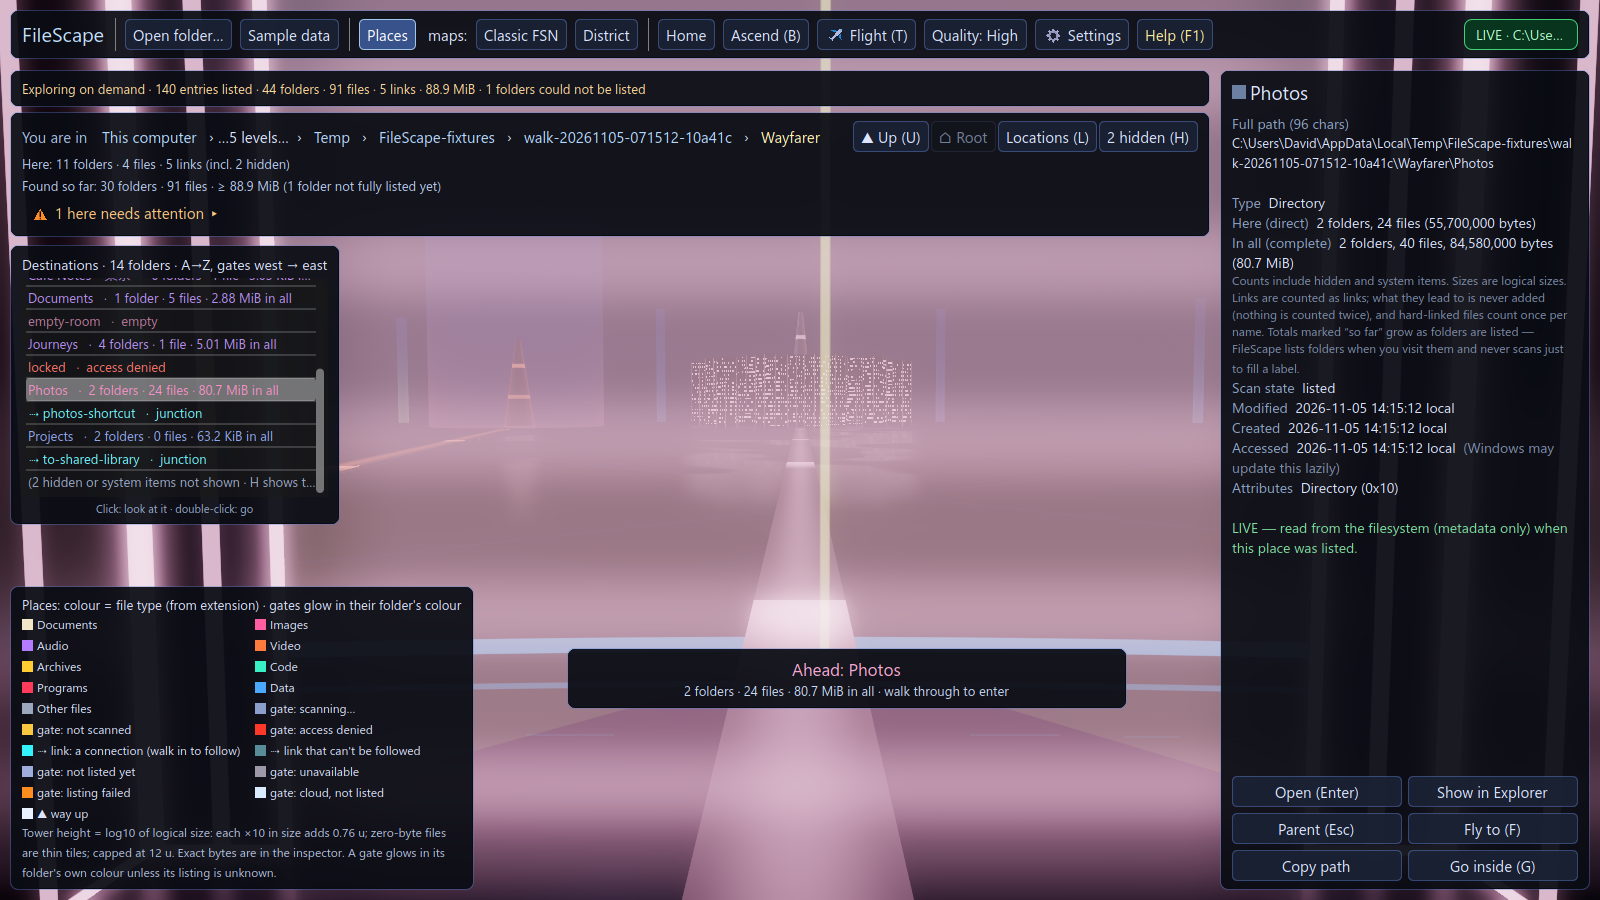 FileScape
Open folder...
Sample data
Places
maps:
Classic FSN
District
Home
Ascend (B)
Flight (T)
Quality: High
Settings
Help (F1)
LIVE · C:\Use...
Exploring on demand · 140 entries listed · 44 folders · 91 files · 5 links · 88.9 MiB · 1 folders could not be listed
You are in This computer › ...5 levels... › Temp › FileScape-fixtures › walk-20261105-071512-10a41c › Wayfarer
▲ Up (U)
Root
Locations (L)
2 hidden (H)
Here: 11 folders · 4 files · 5 links (incl. 2 hidden)
Found so far: 30 folders · 91 files · ≥ 88.9 MiB (1 folder not fully listed yet)
1 here needs attention ▸
Destinations · 14 folders · A→Z, gates west → east
Documents · 1 folder · 5 files · 2.88 MiB in all
empty-room · empty
Journeys · 4 folders · 1 file · 5.01 MiB in all
locked · access denied
Photos · 2 folders · 24 files · 80.7 MiB in all
⇢ photos-shortcut · junction
Projects · 2 folders · 0 files · 63.2 KiB in all
⇢ to-shared-library · junction
(2 hidden or system items not shown · H shows t...
Click: look at it · double-click: go
Places: colour = file type (from extension) · gates glow in their folder's colour
Documents
Images
Audio
Video
Archives
Code
Programs
Data
Other files
gate: scanning...
gate: not scanned
gate: access denied
⇢ link: a connection (walk in to follow)
⇢ link that can't be followed
gate: not listed yet
gate: unavailable
gate: listing failed
gate: cloud, not listed
▲ way up
Tower height = log10 of logical size: each ×10 in size adds 0.76 u; zero-byte files
are thin tiles; capped at 12 u. Exact bytes are in the inspector. A gate glows in its
folder's own colour unless its listing is unknown.
Ahead: Photos
2 folders · 24 files · 80.7 MiB in all · walk through to enter
Photos
Full path (96 chars)
C:\Users\David\AppData\Local\Temp\FileScape-fixtures\wal
k-20261105-071512-10a41c\Wayfarer\Photos
Type Directory
Here (direct) 2 folders, 24 files (55,700,000 bytes)
In all (complete) 2 folders, 40 files, 84,580,000 bytes
(80.7 MiB)
Counts include hidden and system items. Sizes are logical sizes.
Links are counted as links; what they lead to is never added
(nothing is counted twice), and hard-linked files count once per
name. Totals marked "so far" grow as folders are listed —
FileScape lists folders when you visit them and never scans just
to fill a label.
Scan state listed
Modified 2026-11-05 14:15:12 local
Created 2026-11-05 14:15:12 local
Accessed 2026-11-05 14:15:12 local (Windows may
update this lazily)
Attributes Directory (0x10)
LIVE — read from the filesystem (metadata only) when
this place was listed.
Open (Enter)
Show in Explorer
Parent (Esc)
Fly to (F)
Copy path
Go inside (G)